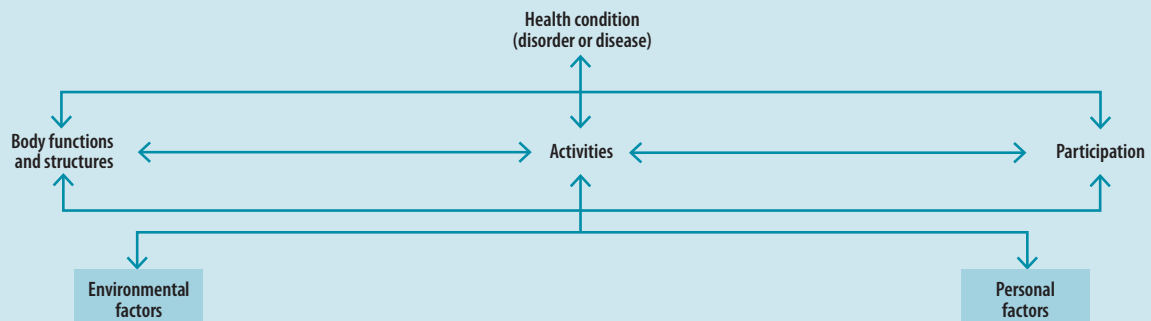 Health condition
(disorder or disease)
Body functions
and structures
Activities
Participation
Environmental
factors
Personal
factors